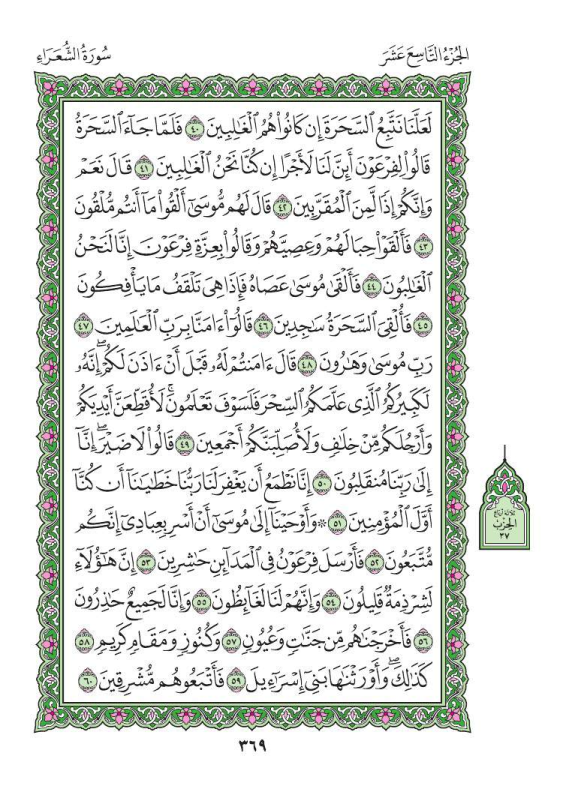 الجُزْءُ التَّاسِعَ عَشَرَ
سُورَةُ الشُّعَرَاءِ
لَعَلَّنَا نَتَّبِعُ ٱلسَّحَرَةَ إِن كَانُوا۟ هُمُ ٱلْغَٰلِبِينَ ٤٠ فَلَمَّا جَآءَ ٱلسَّحَرَةُ
قَالُوا۟ لِفِرْعَوْنَ أَئِنَّ لَنَا لَأَجْرًا إِن كُنَّا نَحْنُ ٱلْغَٰلِبِينَ ٤١ قَالَ نَعَمْ
وَإِنَّكُمْ إِذًا لَّمِنَ ٱلْمُقَرَّبِينَ ٤٢ قَالَ لَهُم مُّوسَىٰٓ أَلْقُوا۟ مَآ أَنتُم مُّلْقُونَ
٤٣ فَأَلْقَوْا۟ حِبَالَهُمْ وَعِصِيَّهُمْ وَقَالُوا۟ بِعِزَّةِ فِرْعَوْنَ إِنَّا لَنَحْنُ
ٱلْغَٰلِبُونَ ٤٤ فَأَلْقَىٰ مُوسَىٰ عَصَاهُ فَإِذَا هِىَ تَلْقَفُ مَا يَأْفِكُونَ
٤٥ فَأُلْقِىَ ٱلسَّحَرَةُ سَٰجِدِينَ ٤٦ قَالُوٓا۟ ءَامَنَّا بِرَبِّ ٱلْعَٰلَمِينَ ٤٧
رَبِّ مُوسَىٰ وَهَٰرُونَ ٤٨ قَالَ ءَامَنتُمْ لَهُۥ قَبْلَ أَنْ ءَاذَنَ لَكُمْ ۖ إِنَّهُۥ
لَكَبِيرُكُمُ ٱلَّذِى عَلَّمَكُمُ ٱلسِّحْرَ فَلَسَوْفَ تَعْلَمُونَ ۚ لَأُقَطِّعَنَّ أَيْدِيَكُمْ
وَأَرْجُلَكُم مِّنْ خِلَٰفٍ وَلَأُصَلِّبَنَّكُمْ أَجْمَعِينَ ٤٩ قَالُوا۟ لَا ضَيْرَ ۖ إِنَّآ
إِلَىٰ رَبِّنَا مُنقَلِبُونَ ٥٠ إِنَّا نَطْمَعُ أَن يَغْفِرَ لَنَا رَبُّنَا خَطَٰيَٰنَآ أَن كُنَّآ
أَوَّلَ ٱلْمُؤْمِنِينَ ٥١ ۞ وَأَوْحَيْنَآ إِلَىٰ مُوسَىٰٓ أَنْ أَسْرِ بِعِبَادِىٓ إِنَّكُم
مُّتَّبَعُونَ ٥٢ فَأَرْسَلَ فِرْعَوْنُ فِى ٱلْمَدَآئِنِ حَٰشِرِينَ ٥٣ إِنَّ هَٰٓؤُلَآءِ
لَشِرْذِمَةٌ قَلِيلُونَ ٥٤ وَإِنَّهُمْ لَنَا لَغَآئِظُونَ ٥٥ وَإِنَّا لَجَمِيعٌ حَٰذِرُونَ
٥٦ فَأَخْرَجْنَٰهُم مِّن جَنَّٰتٍ وَعُيُونٍ ٥٧ وَكُنُوزٍ وَمَقَامٍ كَرِيمٍ ٥٨
كَذَٰلِكَ ۖ وَأَوْرَثْنَٰهَا بَنِىٓ إِسْرَٰٓءِيلَ ٥٩ فَأَتْبَعُوهُم مُّشْرِقِينَ ٦٠
ثلاثة أرباع
الحزب
٣٧
٣٦٩